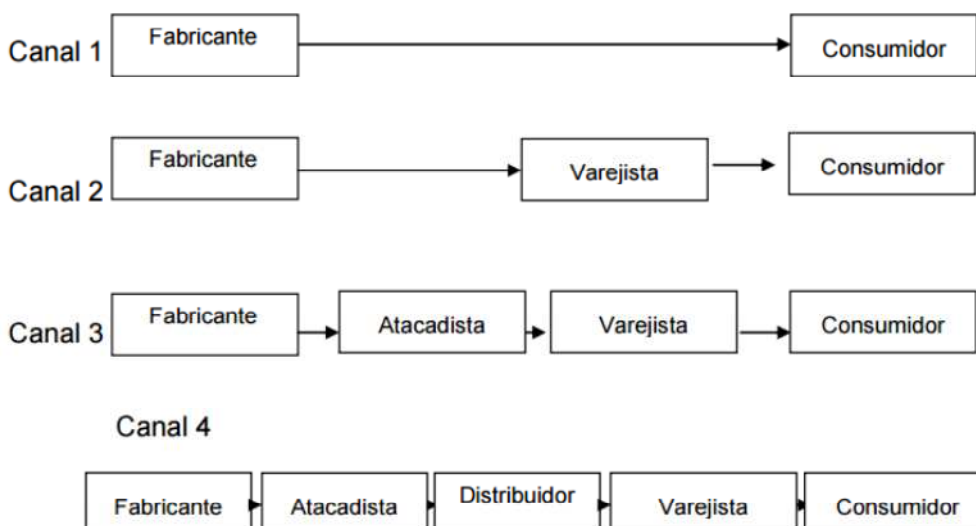 Canal 1
Fabricante
Consumidor
Canal 2
Fabricante
Varejista
Consumidor
Canal 3
Fabricante
Atacadista
Varejista
Consumidor
Canal 4
Fabricante
Atacadista
Distribuidor
Varejista
Consumidor